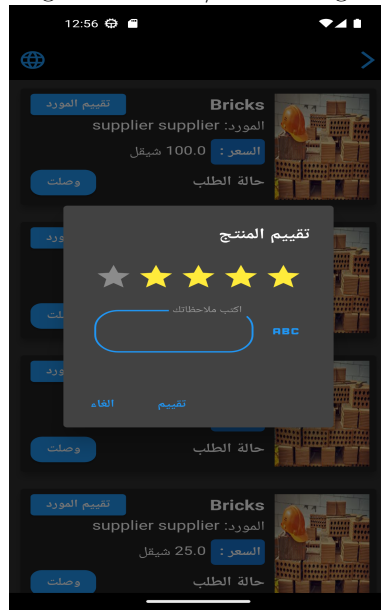 12:56
Bricks
تقييم المورد
المورد: supplier supplier
السعر : 100.0 شيقل
حالة الطلب
وصلت
تقييم المنتج
اكتب ملاحظاتك
ABC
تقييم
الغاء
حالة الطلب
وصلت
Bricks
تقييم المورد
المورد: supplier supplier
السعر : 25.0 شيقل
حالة الطلب
وصلت